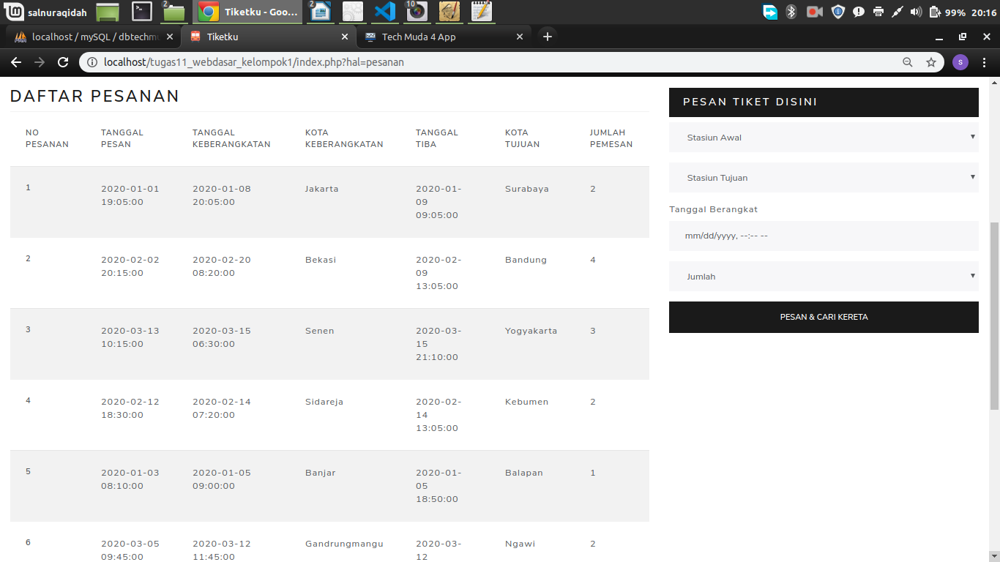 salnuraqidah
2
Tiketku - Goo...
2
10
99% 20:16
localhost / mySQL / dbtechmu
Tiketku
Tech Muda 4 App
localhost/tugas11_webdasar_kelompok1/index.php?hal=pesanan
S
DAFTAR PESANAN
NO PESANAN
TANGGAL PESAN
TANGGAL KEBERANGKATAN
KOTA KEBERANGKATAN
TANGGAL TIBA
KOTA TUJUAN
JUMLAH PEMESAN
1
2020-01-01
19:05:00
2020-01-08
20:05:00
Jakarta
2020-01-
09
09:05:00
Surabaya
2
2
2020-02-02
20:15:00
2020-02-20
08:20:00
Bekasi
2020-02-
09
13:05:00
Bandung
4
3
2020-03-13
10:15:00
2020-03-15
06:30:00
Senen
2020-03-
15
21:10:00
Yogyakarta
3
4
2020-02-12
18:30:00
2020-02-14
07:20:00
Sidareja
2020-02-
14
13:05:00
Kebumen
2
5
2020-01-03
08:10:00
2020-01-05
09:00:00
Banjar
2020-01-
05
18:50:00
Balapan
1
6
2020-03-05
09:45:00
2020-03-12
11:45:00
Gandrungmangu
2020-03-
12
Ngawi
2
PESAN TIKET DISINI
Stasiun Awal
Stasiun Tujuan
Tanggal Berangkat
mm/dd/yyyy, --:-- --
Jumlah
PESAN & CARI KERETA